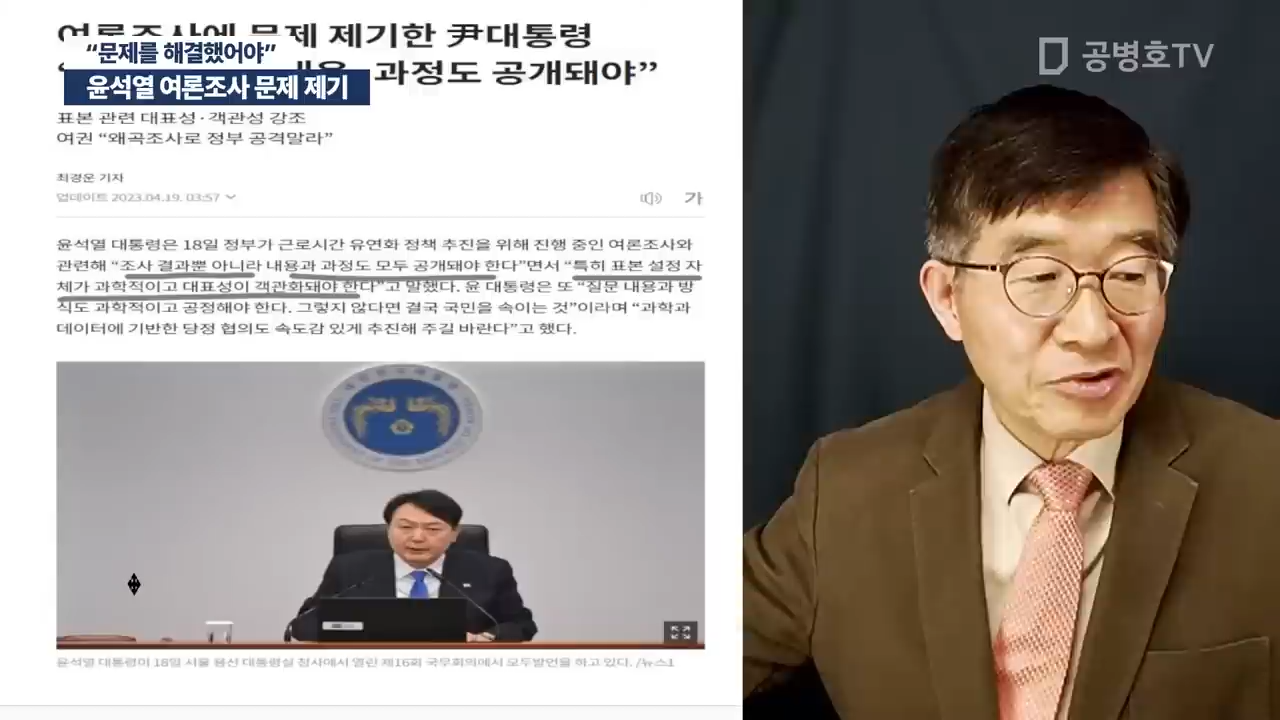 제 제기한 尹대통령
“문제를 해결했어야”
과정도 공개돼야”
윤석열 여론조사 문제 제기
공병호TV
표본 관련 대표성·객관성 강조
여권 “왜곡조사로 정부 공격말라”
최경운 기자
업데이트 2023.04.19. 03:57
가
윤석열 대통령은 18일 정부가 근로시간 유연화 정책 추진을 위해 진행 중인 여론조사와
관련해 “조사 결과뿐 아니라 내용과 과정도 모두 공개돼야 한다”면서 “특히 표본 설정 자
체가 과학적이고 대표성이 객관화돼야 한다”고 말했다. 윤 대통령은 또 “질문 내용과 방
식도 과학적이고 공정해야 한다. 그렇지 않다면 결국 국민을 속이는 것”이라며 “과학과
데이터에 기반한 당정 협의도 속도감 있게 추진해 주길 바란다”고 했다.
윤석열 대통령이 18일 서울 용산 대통령실 청사에서 열린 제16회 국무회의에서 모두발언을 하고 있다. /뉴스1